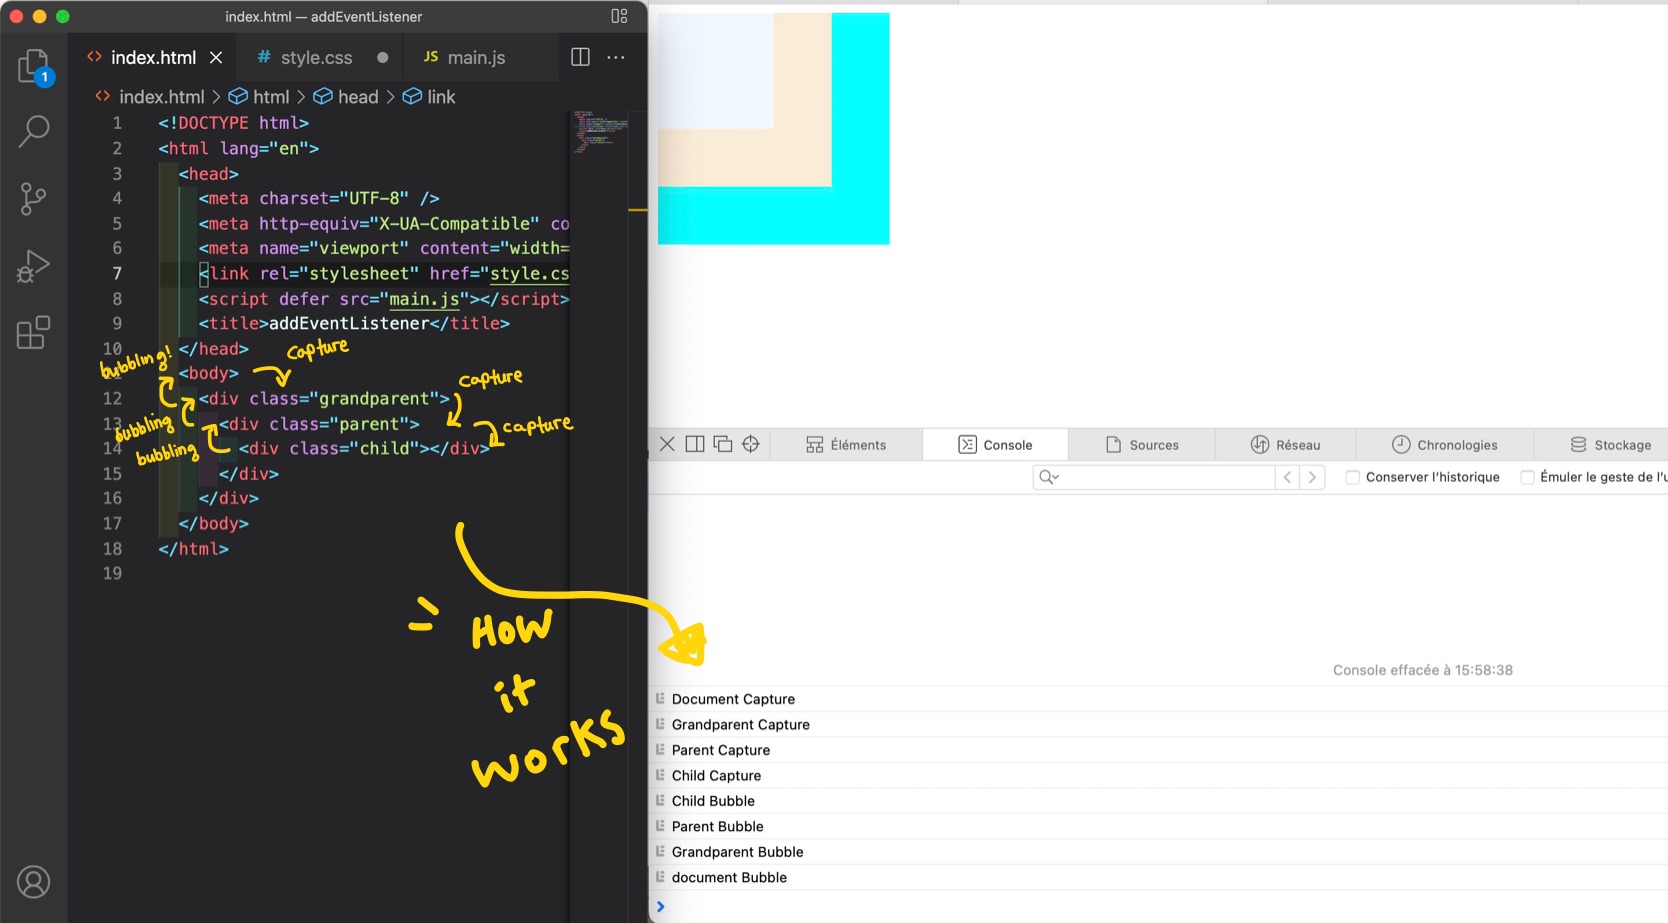 index.html — addEventListener
index.html
style.css
JS main.js
1
index.html > html > head > link
1 <!DOCTYPE html>
2 <html lang="en">
3 <head>
4 <meta charset="UTF-8" />
5 <meta http-equiv="X-UA-Compatible" co
6 <meta name="viewport" content="width=
7 <link rel="stylesheet" href="style.cs
8 <script defer src="main.js"></script>
9 <title>addEventListener</title>
10 </head>
11 <body>
12 <div class="grandparent">
13 <div class="parent">
14 <div class="child"></div>
15 </div>
16 </div>
17 </body>
18 </html>
19
capture
capture
capture
bubbling!
bubbling
bubbling
How
it
works
Éléments
Console
Sources
Réseau
Chronologies
Stockage
Conserver l'historique
Émuler le geste de l'u
Console effacée à 15:58:38
Document Capture
Grandparent Capture
Parent Capture
Child Capture
Child Bubble
Parent Bubble
Grandparent Bubble
document Bubble